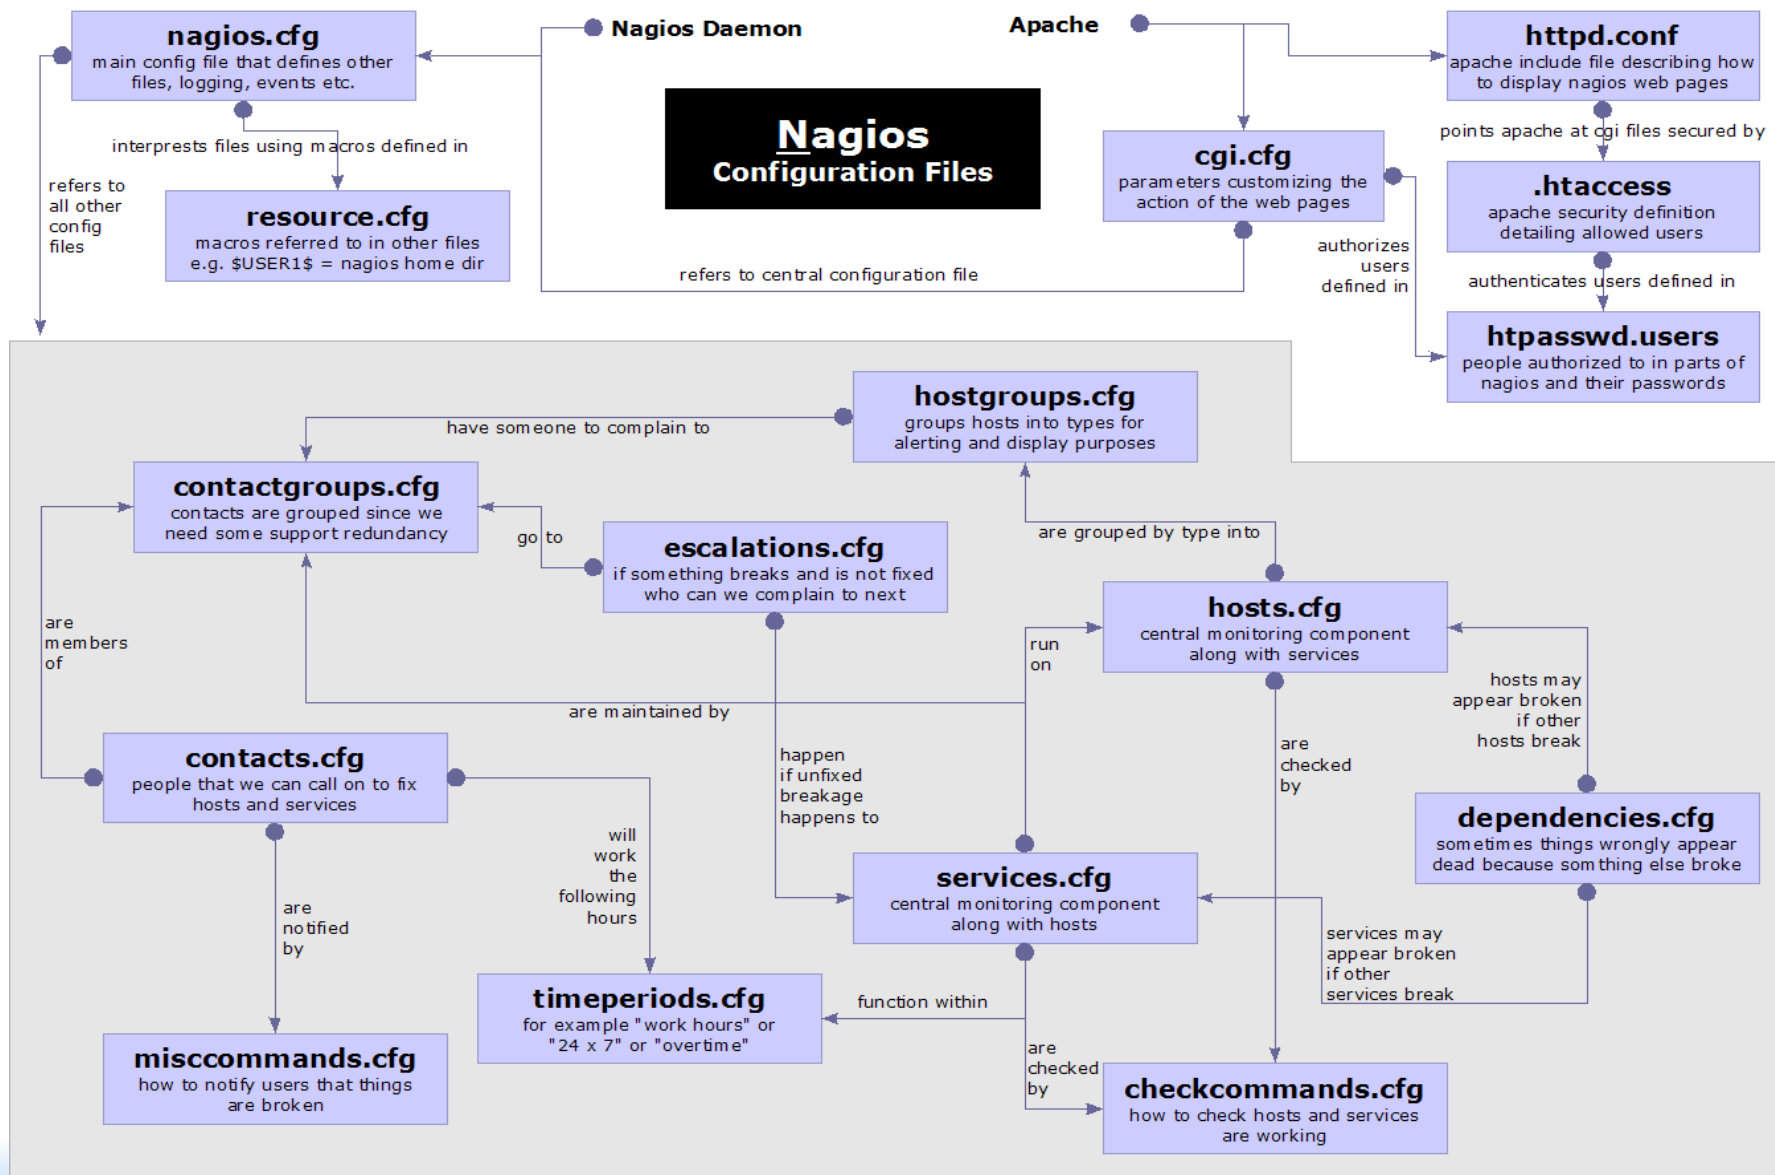 nagios.cfg
main config file that defines other
files, logging, events etc.
Nagios Daemon
Apache
httpd.conf
apache include file describing how
to display nagios web pages
Nagios
Configuration Files
interprests files using macros defined in
points apache at cgi files secured by
cgi.cfg
parameters customizing the
action of the web pages
refers to
all other
config
files
resource.cfg
macros referred to in other files
e.g. $USER1$ = nagios home dir
.htaccess
apache security definition
detailing allowed users
refers to central configuration file
authorizes
users
defined in
authenticates users defined in
htpasswd.users
people authorized to in parts of
nagios and their passwords
hostgroups.cfg
groups hosts into types for
alerting and display purposes
have someone to complain to
contactgroups.cfg
contacts are grouped since we
need some support redundancy
go to
escalations.cfg
if something breaks and is not fixed
who can we complain to next
are grouped by type into
hosts.cfg
central monitoring component
along with services
are
members
of
run
on
are maintained by
hosts may
appear broken
if other
hosts break
contacts.cfg
people that we can call on to fix
hosts and services
happen
if unfixed
breakage
happens to
are
checked
by
dependencies.cfg
sometimes things wrongly appear
dead because somthing else broke
will
work
the
following
hours
services.cfg
central monitoring component
along with hosts
are
notified
by
services may
appear broken
if other
services break
timeperiods.cfg
for example "work hours" or
"24 x 7" or "overtime"
function within
are
checked
by
misccommands.cfg
how to notify users that things
are broken
checkcommands.cfg
how to check hosts and services
are working